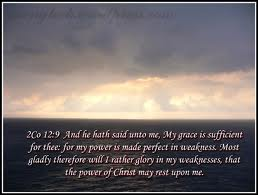 2Co 12:9 And he hath said unto me, My grace is sufficient
for thee: for my power is made perfect in weakness. Most
gladly therefore will I rather glory in my weaknesses, that
the power of Christ may rest upon me.